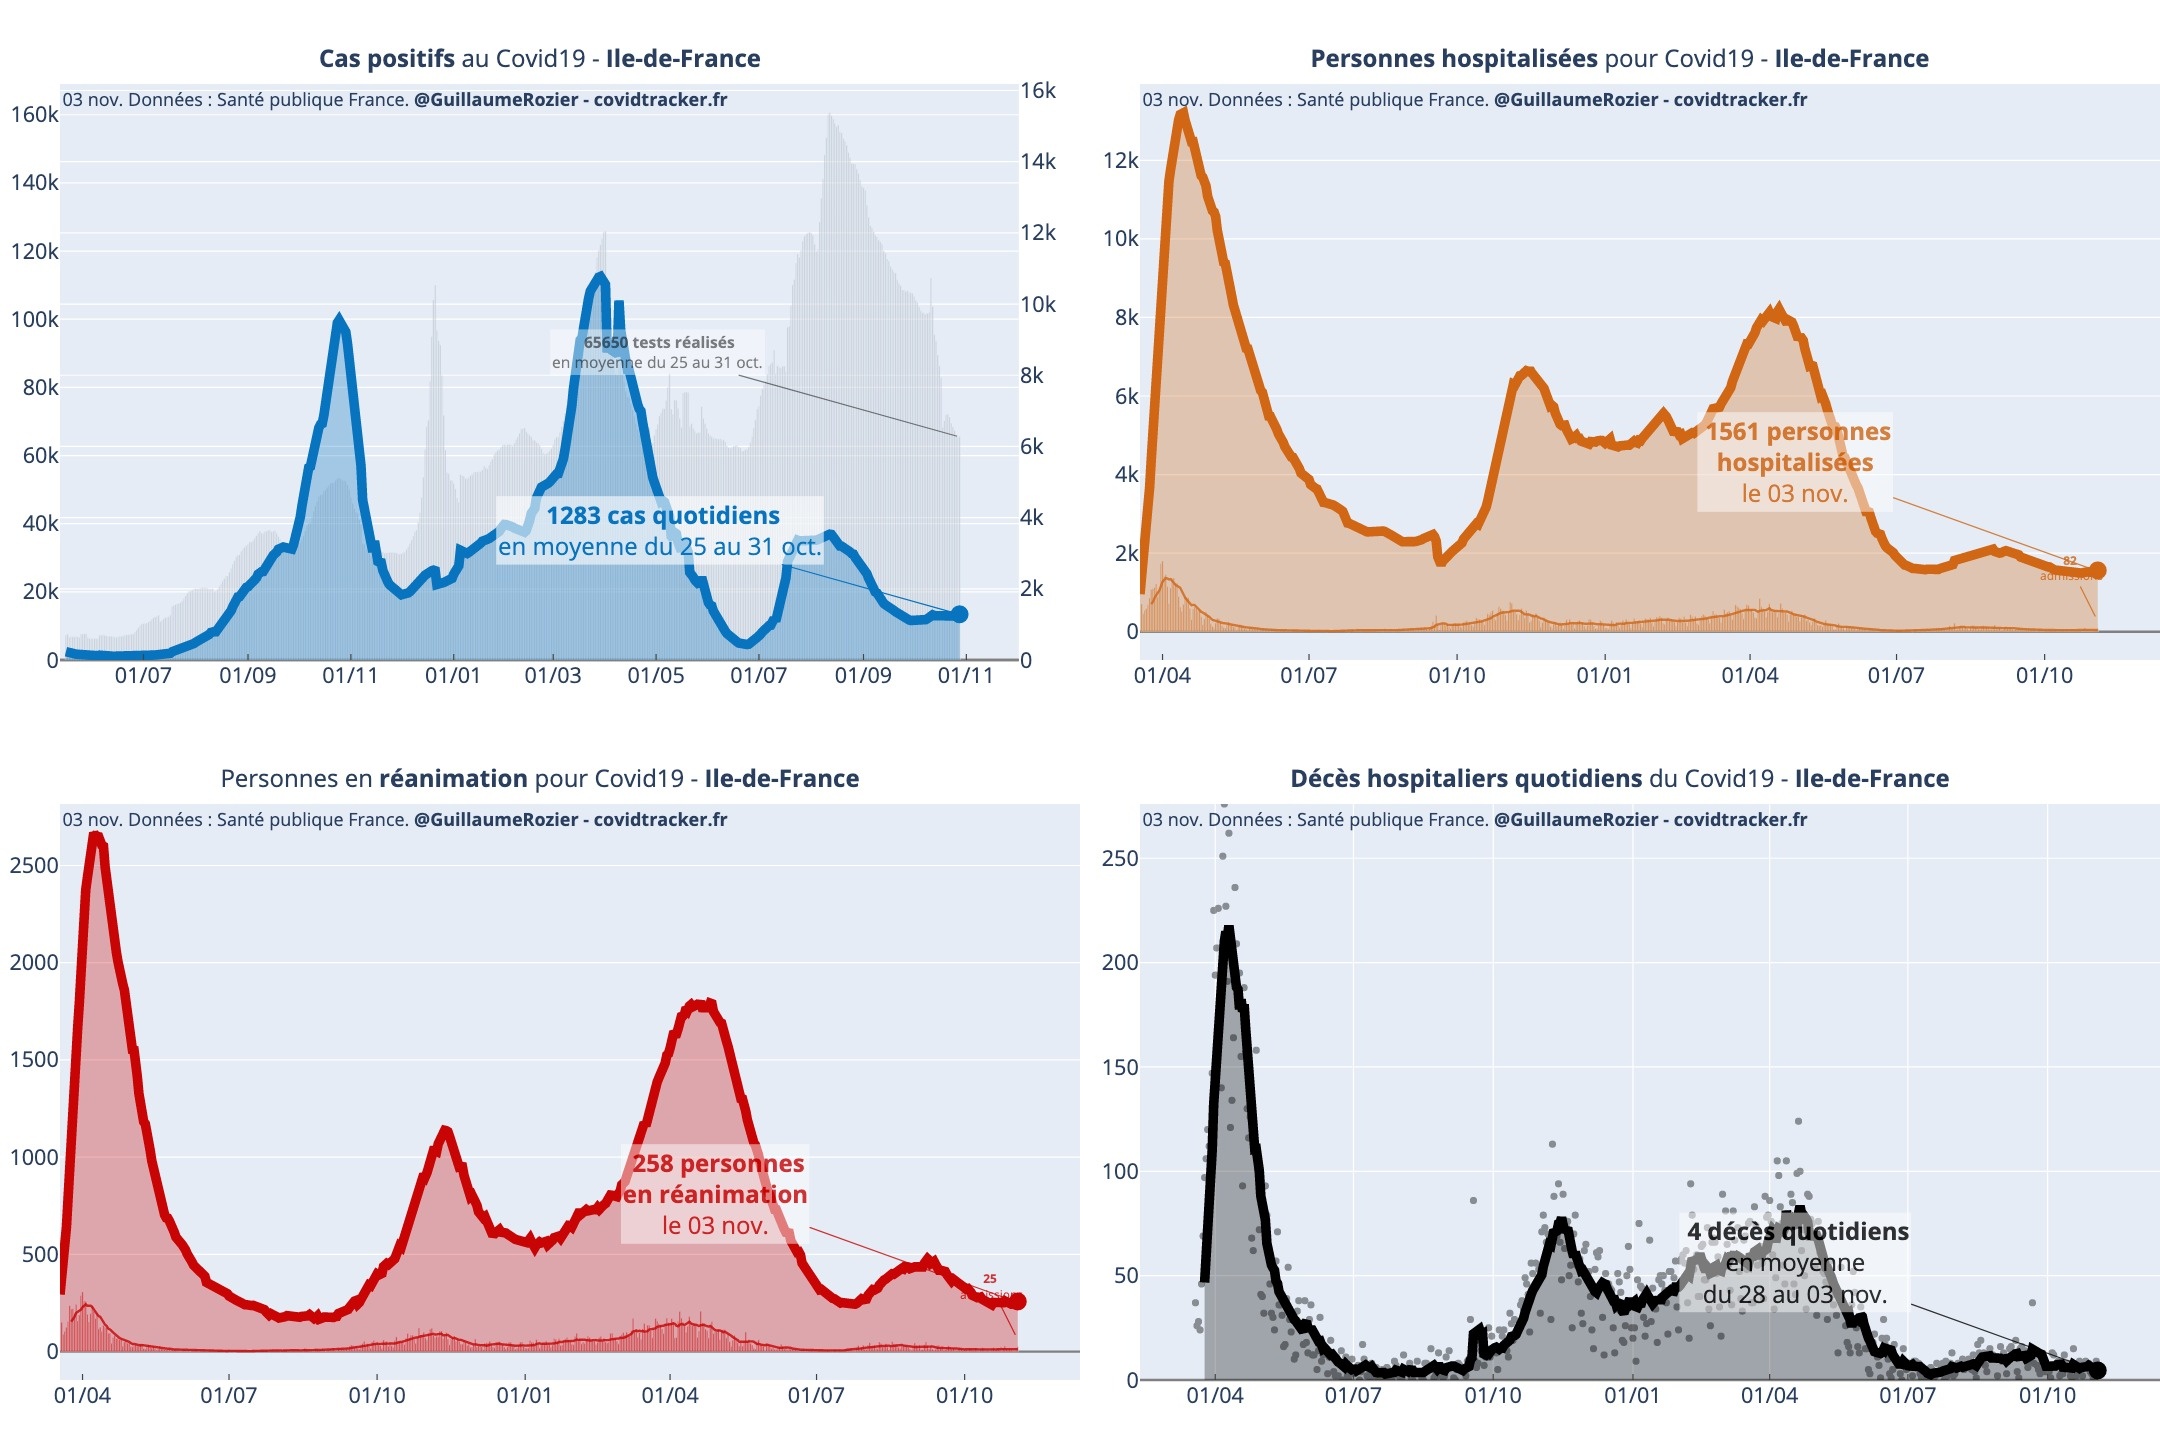 Cas positifs au Covid19 - Ile-de-France
03 nov. Données : Santé publique France. @GuillaumeRozier - covidtracker.fr
160k
140k
120k
100k
80k
60k
40k
20k
0
16k
14k
12k
10k
8k
6k
4k
2k
0
65650 tests réalisés
en moyenne du 25 au 31 oct.
1283 cas quotidiens
en moyenne du 25 au 31 oct.
01/07 01/09 01/11 01/01 01/03 01/05 01/07 01/09 01/11
Personnes hospitalisées pour Covid19 - Ile-de-France
03 nov. Données : Santé publique France. @GuillaumeRozier - covidtracker.fr
12k
10k
8k
6k
4k
2k
0
1561 personnes
hospitalisées
le 03 nov.
82
admissions
01/04 01/07 01/10 01/01 01/04 01/07 01/10
Personnes en réanimation pour Covid19 - Ile-de-France
03 nov. Données : Santé publique France. @GuillaumeRozier - covidtracker.fr
2500
2000
1500
1000
500
0
258 personnes
en réanimation
le 03 nov.
25
admissions
01/04 01/07 01/10 01/01 01/04 01/07 01/10
Décès hospitaliers quotidiens du Covid19 - Ile-de-France
03 nov. Données : Santé publique France. @GuillaumeRozier - covidtracker.fr
250
200
150
100
50
0
4 décès quotidiens
en moyenne
du 28 au 03 nov.
01/04 01/07 01/10 01/01 01/04 01/07 01/10